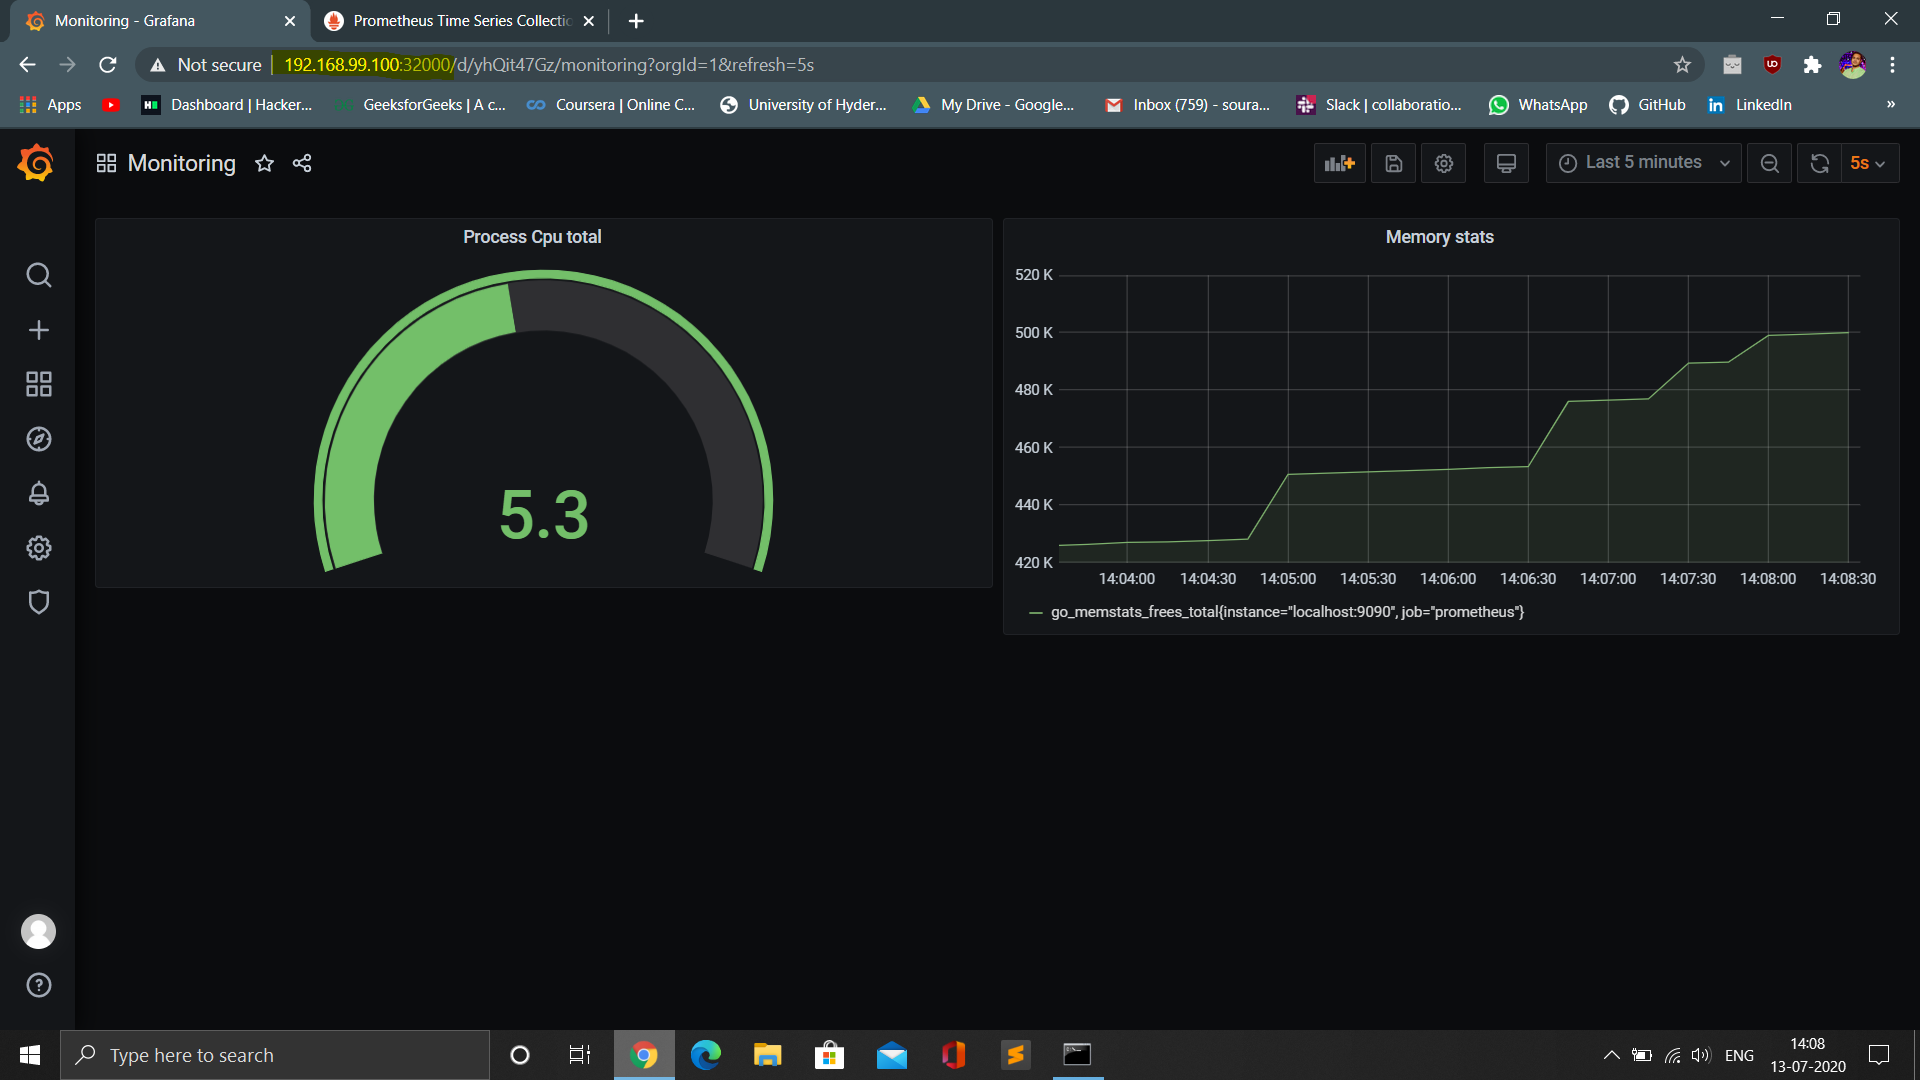 Monitoring - Grafana
Prometheus Time Series Collectio
Not secure
192.168.99.100:32000/d/yhQit47Gz/monitoring?orgId=1&refresh=5s
Apps
Dashboard | Hacker...
GeeksforGeeks | A c...
Coursera | Online C...
University of Hyder...
My Drive - Google...
Inbox (759) - soura...
Slack | collaboratio...
WhatsApp
GitHub
LinkedIn
»
Monitoring
Last 5 minutes
5s
Process Cpu total
5.3
Memory stats
520 K
500 K
480 K
460 K
440 K
420 K
14:04:00 14:04:30 14:05:00 14:05:30 14:06:00 14:06:30 14:07:00 14:07:30 14:08:00 14:08:30
go_memstats_frees_total{instance="localhost:9090", job="prometheus"}
Type here to search
ENG
14:08
13-07-2020